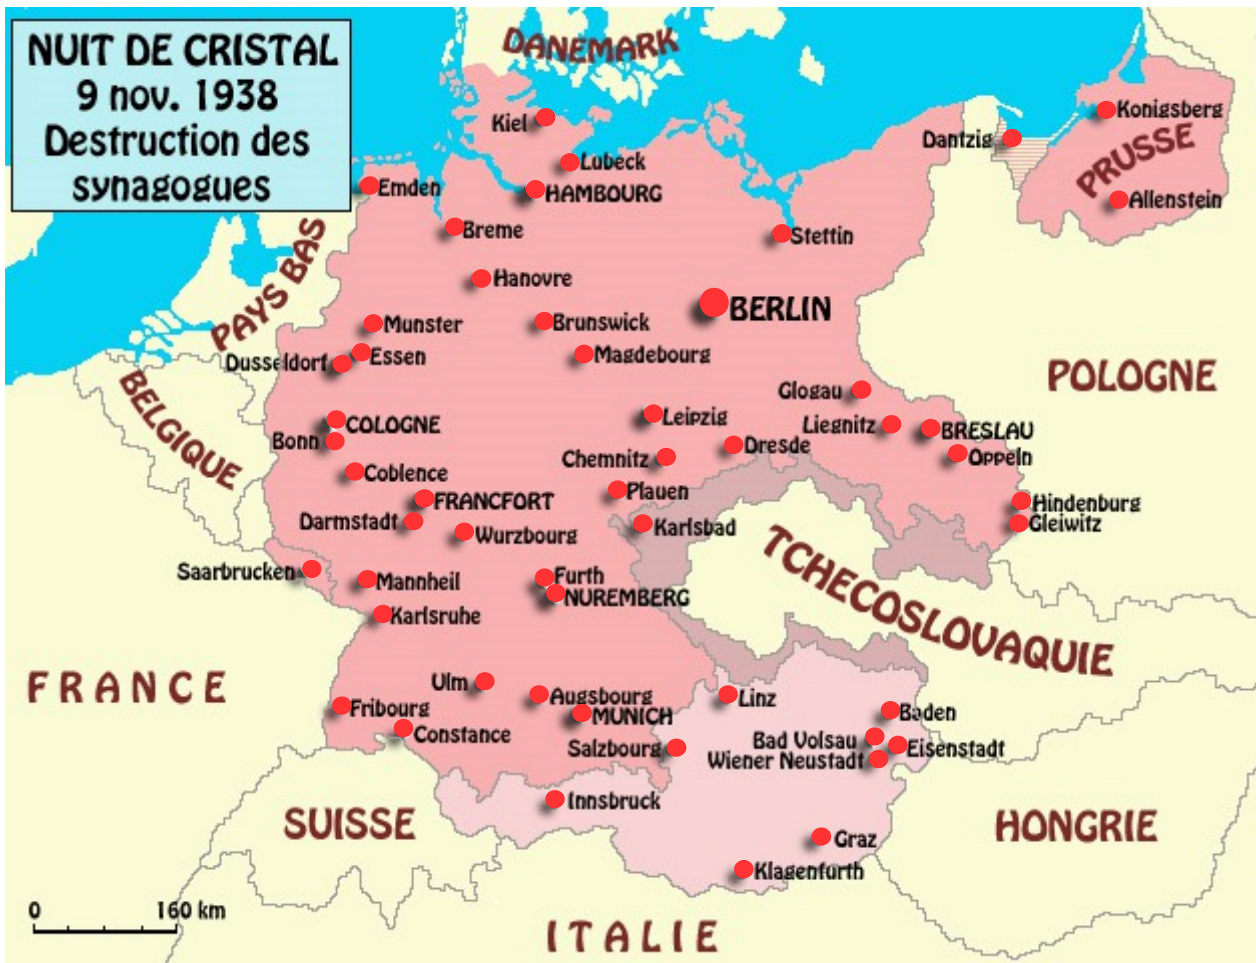 NUIT DE CRISTAL
9 nov. 1938
Destruction des
synagogues
DANEMARK
Kiel
Lubeck
HAMBOURG
Emden
Breme
Stettin
Dantzig
Konigsberg
PRUSSE
Allenstein
PAYS BAS
Hanovre
BERLIN
Munster
Brunswick
Dusseldorf
Essen
Magdebourg
BELGIQUE
POLOGNE
Glogau
COLOGNE
Bonn
Leipzig
Liegnitz
BRESLAU
Dresde
Oppeln
Chemnitz
Coblence
Plauen
FRANCFORT
Hindenburg
Darmstadt
Karlsbad
Gleiwitz
Wurzbourg
TCHECOSLOVAQUIE
Saarbrucken
Mannheil
Furth
NUREMBERG
Karlsruhe
FRANCE
Ulm
Augsbourg
Linz
Fribourg
MUNICH
Baden
Constance
Salzbourg
Bad Volsau
Eisenstadt
Wiener Neustadt
Innsbruck
SUISSE
HONGRIE
Graz
Klagenfurth
0 160 km
ITALIE